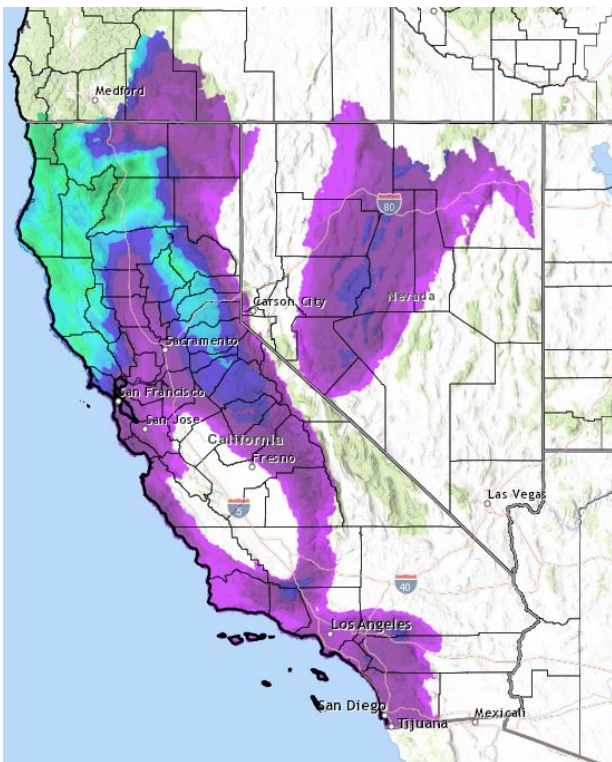 Medford
80
Carson City
Nevada
Sacramento
San Francisco
San Jose
California
Fresno
Las Vegas
5
40
Los Angeles
San Diego
Tijuana
Mexicali